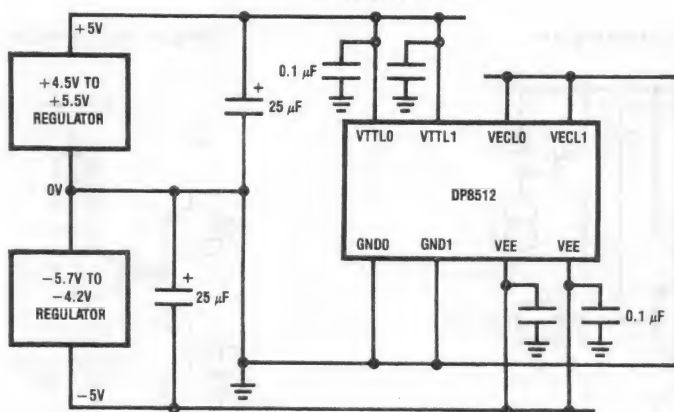 +5V
+4.5V TO
+5.5V
REGULATOR
+
25 µF
0.1 µF
VTTL0 VTTL1 VECL0 VECL1
DP8512
GND0 GND1 VEE VEE
0V
−5.7V TO
−4.2V
REGULATOR
+
25 µF
0.1 µF
−5V